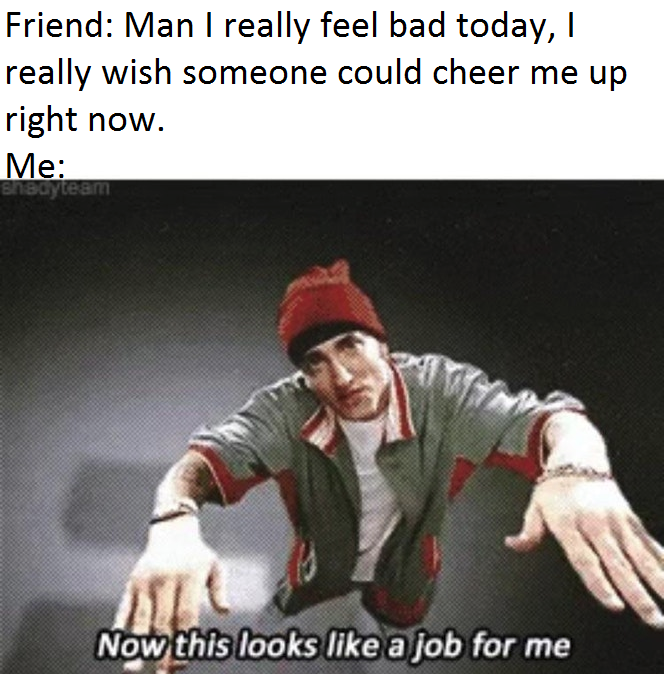 Friend: Man I really feel bad today, I
really wish someone could cheer me up
right now.
Me:
shadyteam
Now this looks like a job for me